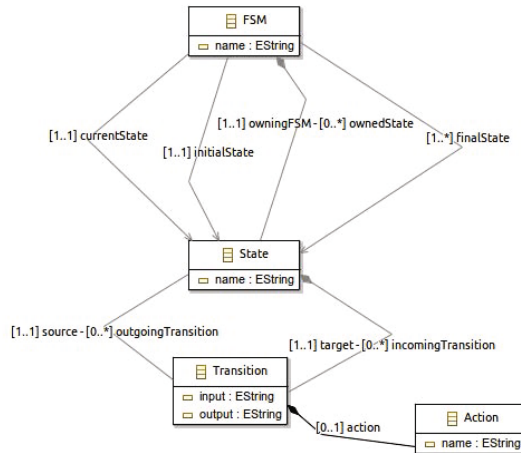 FSM
name : EString
[1..1] owningFSM - [0..*] ownedState
[1..1] currentState
[1..*] finalState
[1..1] initialState
State
name : EString
[1..1] source - [0..*] outgoingTransition
[1..1] target - [0..*] incomingTransition
Transition
input : EString
output : EString
[0..1] action
Action
name : EString